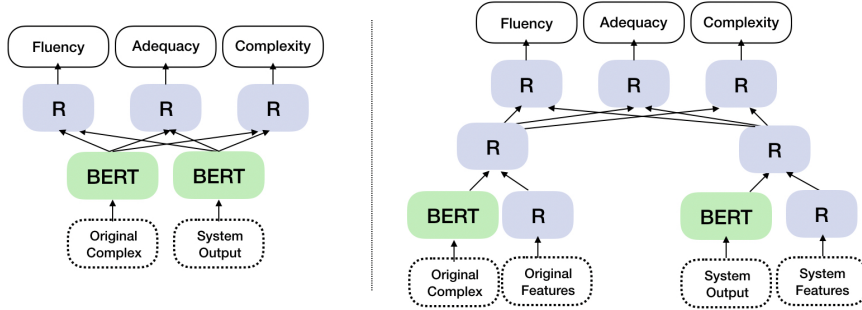 Fluency
Adequacy
Complexity
R
R
R
BERT
BERT
Original
Complex
System
Output
Fluency
Adequacy
Complexity
R
R
R
R
R
BERT
R
BERT
R
Original
Complex
Original
Features
System
Output
System
Features